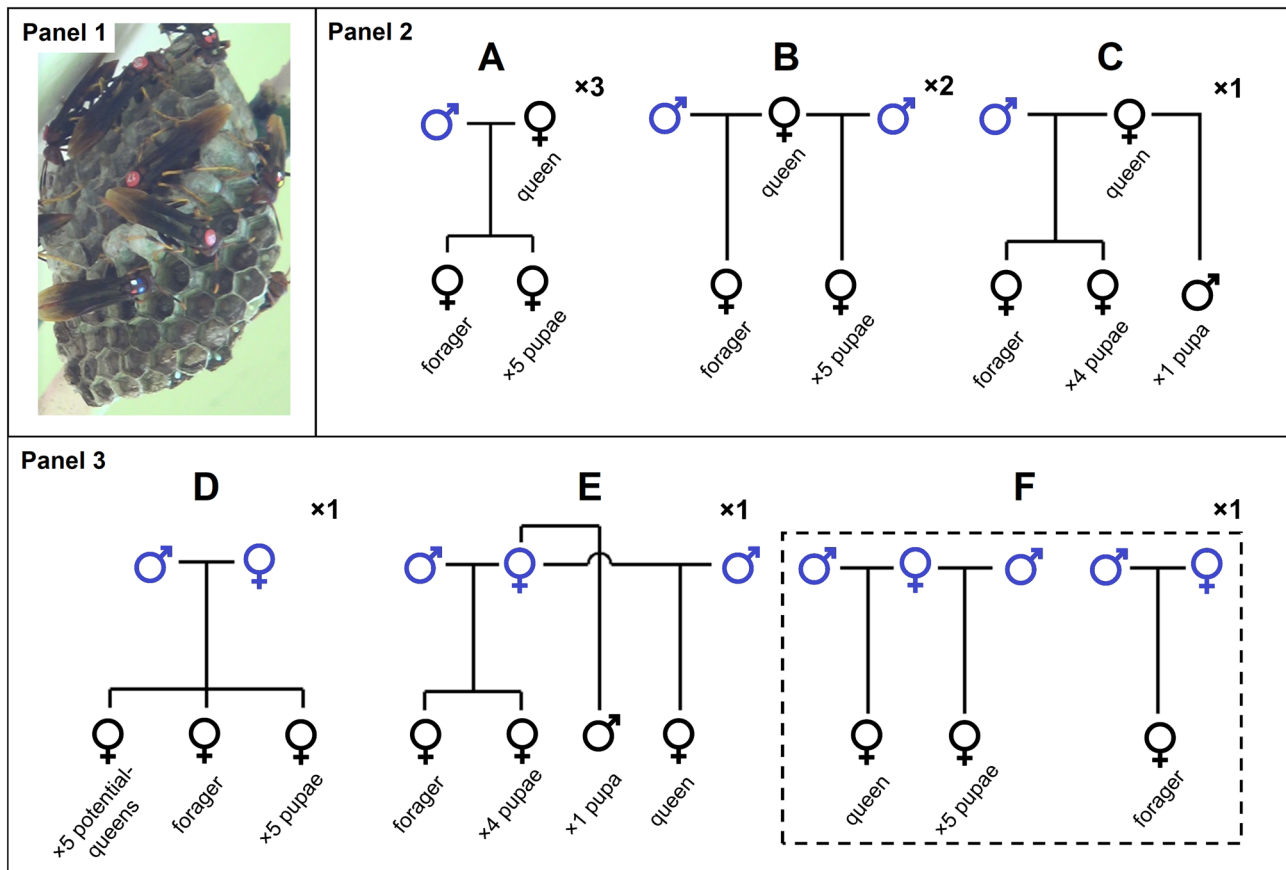 Panel 1
Panel 2
A
×3
queen
forager
×5 pupae
B
×2
queen
forager
×5 pupae
C
×1
queen
forager
×4 pupae
×1 pupa
Panel 3
D
×1
×5 potential-
queens
forager
×5 pupae
E
×1
forager
×4 pupae
×1 pupa
queen
F
×1
queen
×5 pupae
forager